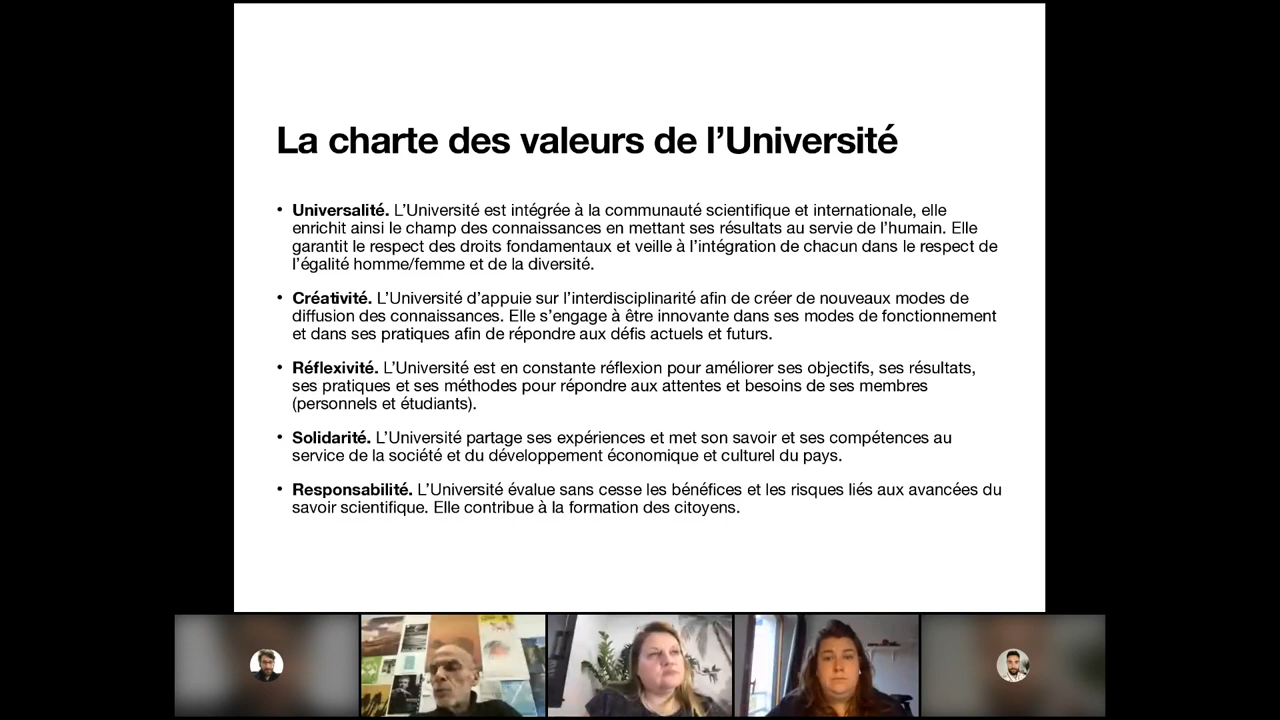 La charte des valeurs de l’Université
• Universalité. L’Université est intégrée à la communauté scientifique et internationale, elle
enrichit ainsi le champ des connaissances en mettant ses résultats au servie de l’humain. Elle
garantit le respect des droits fondamentaux et veille à l’intégration de chacun dans le respect de
l’égalité homme/femme et de la diversité.
• Créativité. L’Université d’appuie sur l’interdisciplinarité afin de créer de nouveaux modes de
diffusion des connaissances. Elle s’engage à être innovante dans ses modes de fonctionnement
et dans ses pratiques afin de répondre aux défis actuels et futurs.
• Réflexivité. L’Université est en constante réflexion pour améliorer ses objectifs, ses résultats,
ses pratiques et ses méthodes pour répondre aux attentes et besoins de ses membres
(personnels et étudiants).
• Solidarité. L’Université partage ses expériences et met son savoir et ses compétences au
service de la société et du développement économique et culturel du pays.
• Responsabilité. L’Université évalue sans cesse les bénéfices et les risques liés aux avancées du
savoir scientifique. Elle contribue à la formation des citoyens.